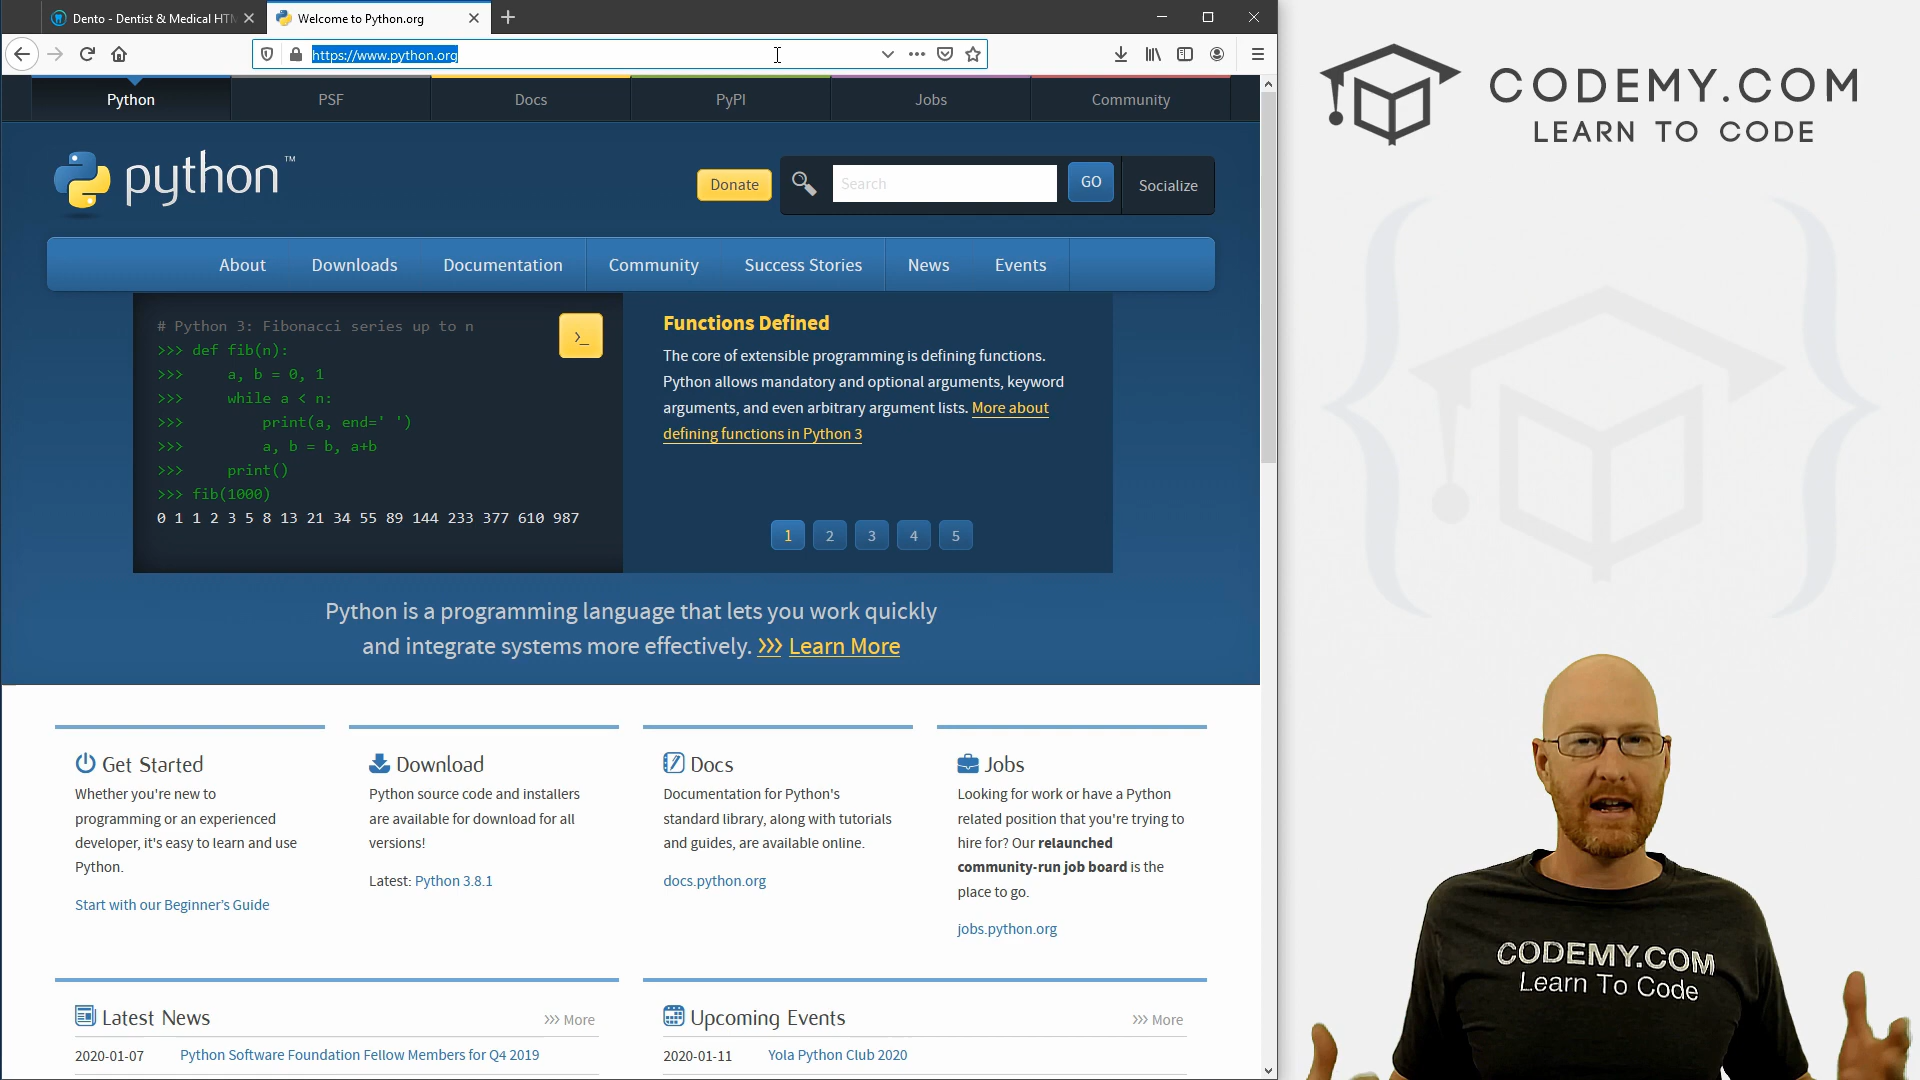 Dento - Dentist & Medical HTM
Welcome to Python.org
https://www.python.org
Python
PSF
Docs
PyPI
Jobs
Community
python™
Donate
Search
GO
Socialize
About
Downloads
Documentation
Community
Success Stories
News
Events
# Python 3: Fibonacci series up to n
>>> def fib(n):
>>>     a, b = 0, 1
>>>     while a < n:
>>>         print(a, end=' ')
>>>         a, b = b, a+b
>>>     print()
>>> fib(1000)
0 1 1 2 3 5 8 13 21 34 55 89 144 233 377 610 987
>_
Functions Defined
The core of extensible programming is defining functions.
Python allows mandatory and optional arguments, keyword
arguments, and even arbitrary argument lists. More about
defining functions in Python 3
1 2 3 4 5
Python is a programming language that lets you work quickly
and integrate systems more effectively. >>> Learn More
Get Started
Whether you're new to
programming or an experienced
developer, it's easy to learn and use
Python.
Start with our Beginner's Guide
Download
Python source code and installers
are available for download for all
versions!
Latest: Python 3.8.1
Docs
Documentation for Python's
standard library, along with tutorials
and guides, are available online.
docs.python.org
Jobs
Looking for work or have a Python
related position that you're trying to
hire for? Our relaunched
community-run job board is the
place to go.
jobs.python.org
Latest News
>>> More
2020-01-07 Python Software Foundation Fellow Members for Q4 2019
Upcoming Events
>>> More
2020-01-11 Yola Python Club 2020
CODEMY.COM
LEARN TO CODE
CODEMY.COM
Learn To Code